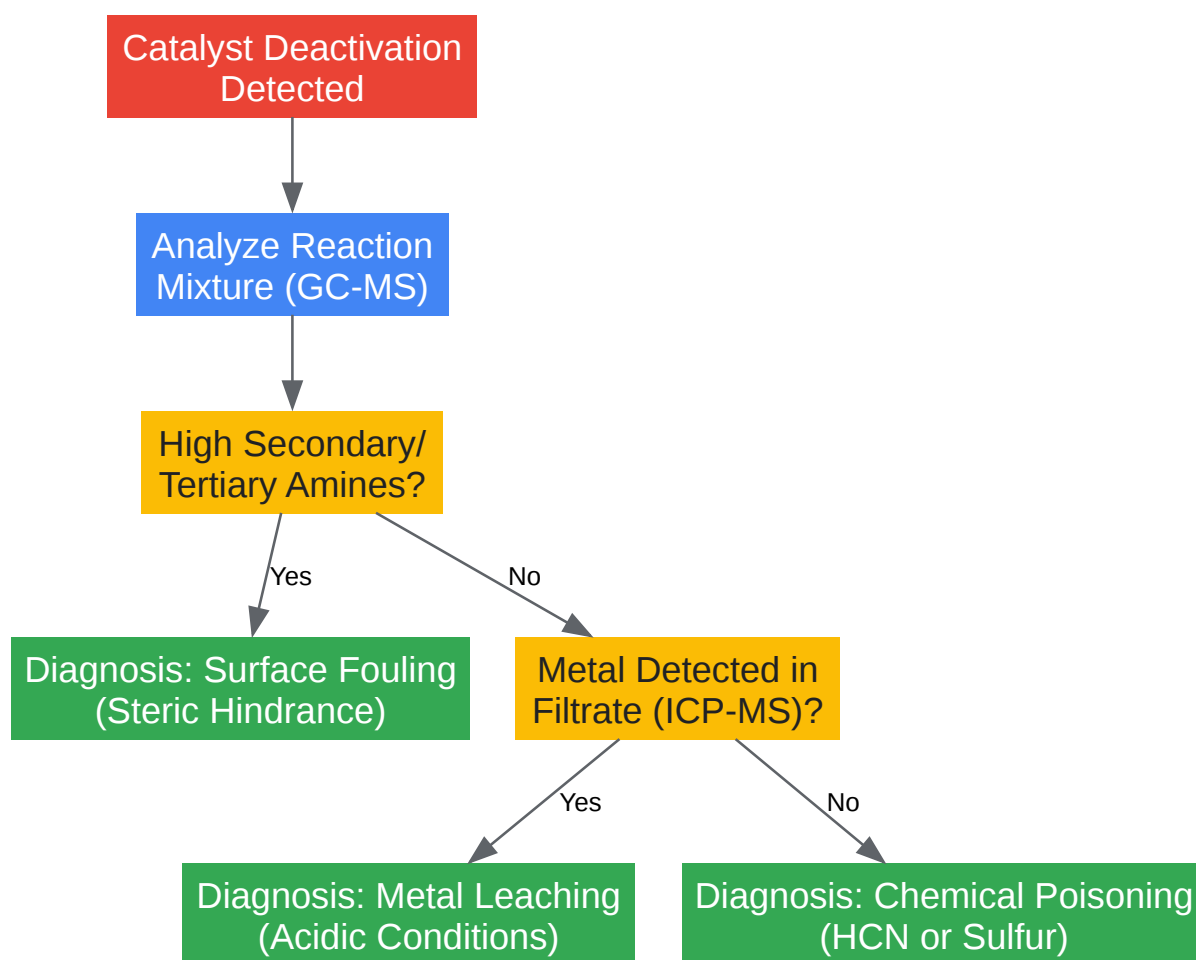 Catalyst Deactivation
Detected
Analyze Reaction
Mixture (GC-MS)
High Secondary/
Tertiary Amines?
Yes
No
Diagnosis: Surface Fouling
(Steric Hindrance)
Metal Detected in
Filtrate (ICP-MS)?
Yes
No
Diagnosis: Metal Leaching
(Acidic Conditions)
Diagnosis: Chemical Poisoning
(HCN or Sulfur)